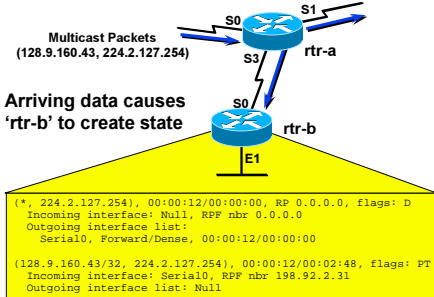 S0
S1
Multicast Packets
(128.9.160.43, 224.2.127.254)
rtr-a
S3
Arriving data causes
‘rtr-b’ to create state
S0
rtr-b
E1
(*, 224.2.127.254), 00:00:12/00:00:00, RP 0.0.0.0, flags: D
Incoming interface: Null, RPF nbr 0.0.0.0
Outgoing interface list:
Serial0, Forward/Dense, 00:00:12/00:00:00
(128.9.160.43/32, 224.2.127.254), 00:00:12/00:02:48, flags: PT
Incoming interface: Serial0, RPF nbr 198.92.2.31
Outgoing interface list: Null